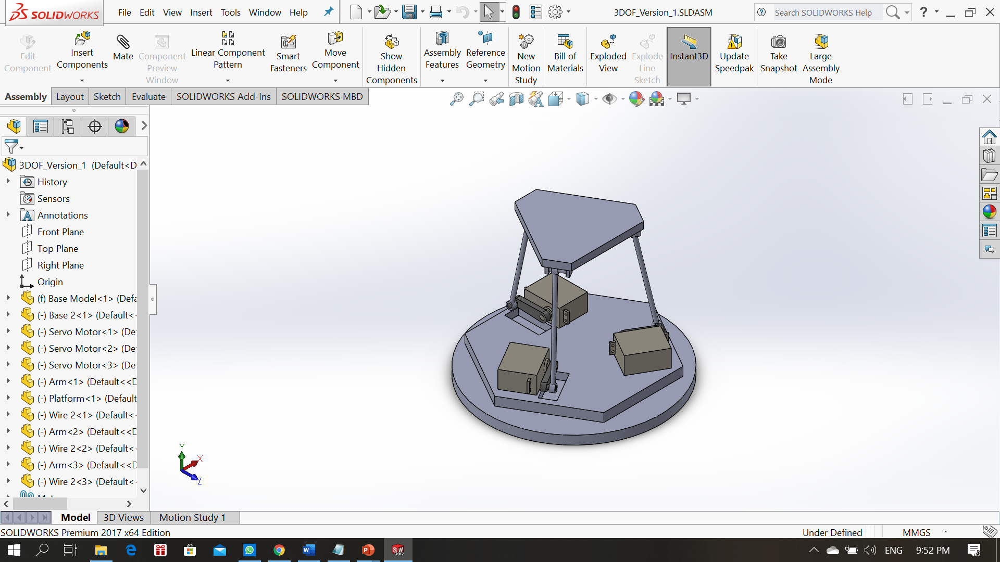 SOLIDWORKS
File Edit View Insert Tools Window Help
3DOF_Version_1.SLDASM
Search SOLIDWORKS Help
Edit Component
Insert Components
Mate
Component Preview Window
Linear Component Pattern
Smart Fasteners
Move Component
Show Hidden Components
Assembly Features
Reference Geometry
New Motion Study
Bill of Materials
Exploded View
Explode Line Sketch
Instant3D
Update Speedpak
Take Snapshot
Large Assembly Mode
Assembly Layout Sketch Evaluate SOLIDWORKS Add-Ins SOLIDWORKS MBD
3DOF_Version_1 (Default<D
History
Sensors
Annotations
Front Plane
Top Plane
Right Plane
Origin
(f) Base Model<1> (Defa
(-) Base 2<1> (Default<
(-) Servo Motor<1> (De
(-) Servo Motor<2> (De
(-) Servo Motor<3> (De
(-) Arm<1> (Default<<D
(-) Platform<1> (Default
(-) Wire 2<1> (Default<
(-) Arm<2> (Default<<D
(-) Wire 2<2> (Default<
(-) Arm<3> (Default<<D
(-) Wire 2<3> (Default<
Y
X
Z
Model 3D Views Motion Study 1
SOLIDWORKS Premium 2017 x64 Edition
Under Defined
MMGS
ENG
9:52 PM